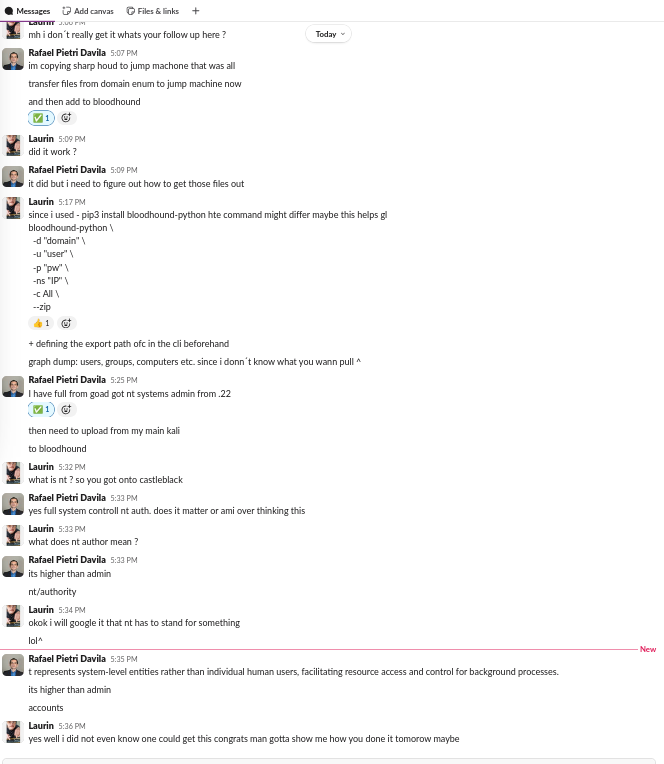 Messages
Add canvas
Files & links
Laurin 5:06 PM
mh i don´t really get it whats your follow up here ?
Today
Rafael Pietri Davila 5:07 PM
im copying sharp houd to jump machone that was all
transfer files from domain enum to jump machine now
and then add to bloodhound
1
Laurin 5:09 PM
did it work ?
Rafael Pietri Davila 5:09 PM
it did but i need to figure out how to get those files out
Laurin 5:17 PM
since i used - pip3 install bloodhound-python hte command might differ maybe this helps gl
bloodhound-python \
-d "domain" \
-u "user" \
-p "pw" \
-ns "IP" \
-c All \
--zip
1
+ defining the export path ofc in the cli beforehand
graph dump: users, groups, computers etc. since i donn´t know what you wann pull ^
Rafael Pietri Davila 5:25 PM
I have full from goad got nt systems admin from .22
1
then need to upload from my main kali
to bloodhound
Laurin 5:32 PM
what is nt ? so you got onto castleblack
Rafael Pietri Davila 5:33 PM
yes full system controll nt auth. does it matter or ami over thinking this
Laurin 5:33 PM
what does nt author mean ?
Rafael Pietri Davila 5:33 PM
its higher than admin
nt/authority
Laurin 5:34 PM
okok i will google it that nt has to stand for something
lol^
New
Rafael Pietri Davila 5:35 PM
t represents system-level entities rather than individual human users, facilitating resource access and control for background processes.
its higher than admin
accounts
Laurin 5:36 PM
yes well i did not even know one could get this congrats man gotta show me how you done it tomorow maybe